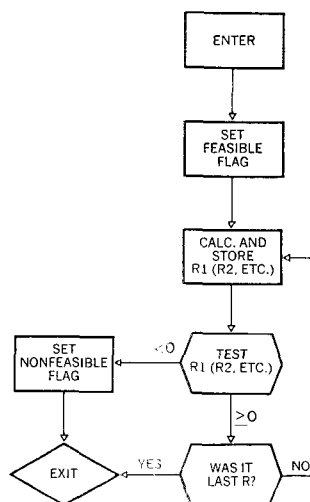 ENTER
SET
FEASIBLE
FLAG
CALC. AND
STORE
R1 (R2, ETC.)
TEST
R1 (R2, ETC.)
<0
SET
NONFEASIBLE
FLAG
≥0
EXIT
YES
WAS IT
LAST R?
NO